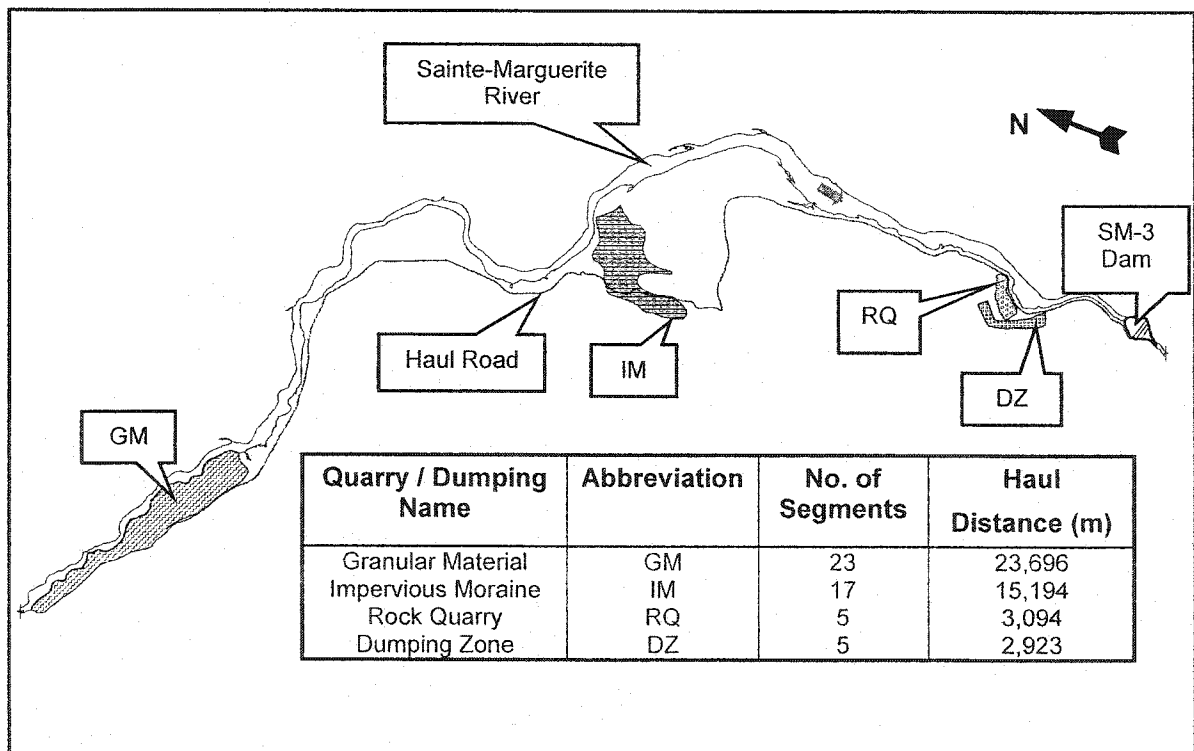 Sainte-Marguerite
River
N
SM-3
Dam
RQ
Haul Road
IM
DZ
GM
Quarry / Dumping Name Abbreviation No. of Segments Haul Distance (m)
Granular Material GM 23 23,696
Impervious Moraine IM 17 15,194
Rock Quarry RQ 5 3,094
Dumping Zone DZ 5 2,923